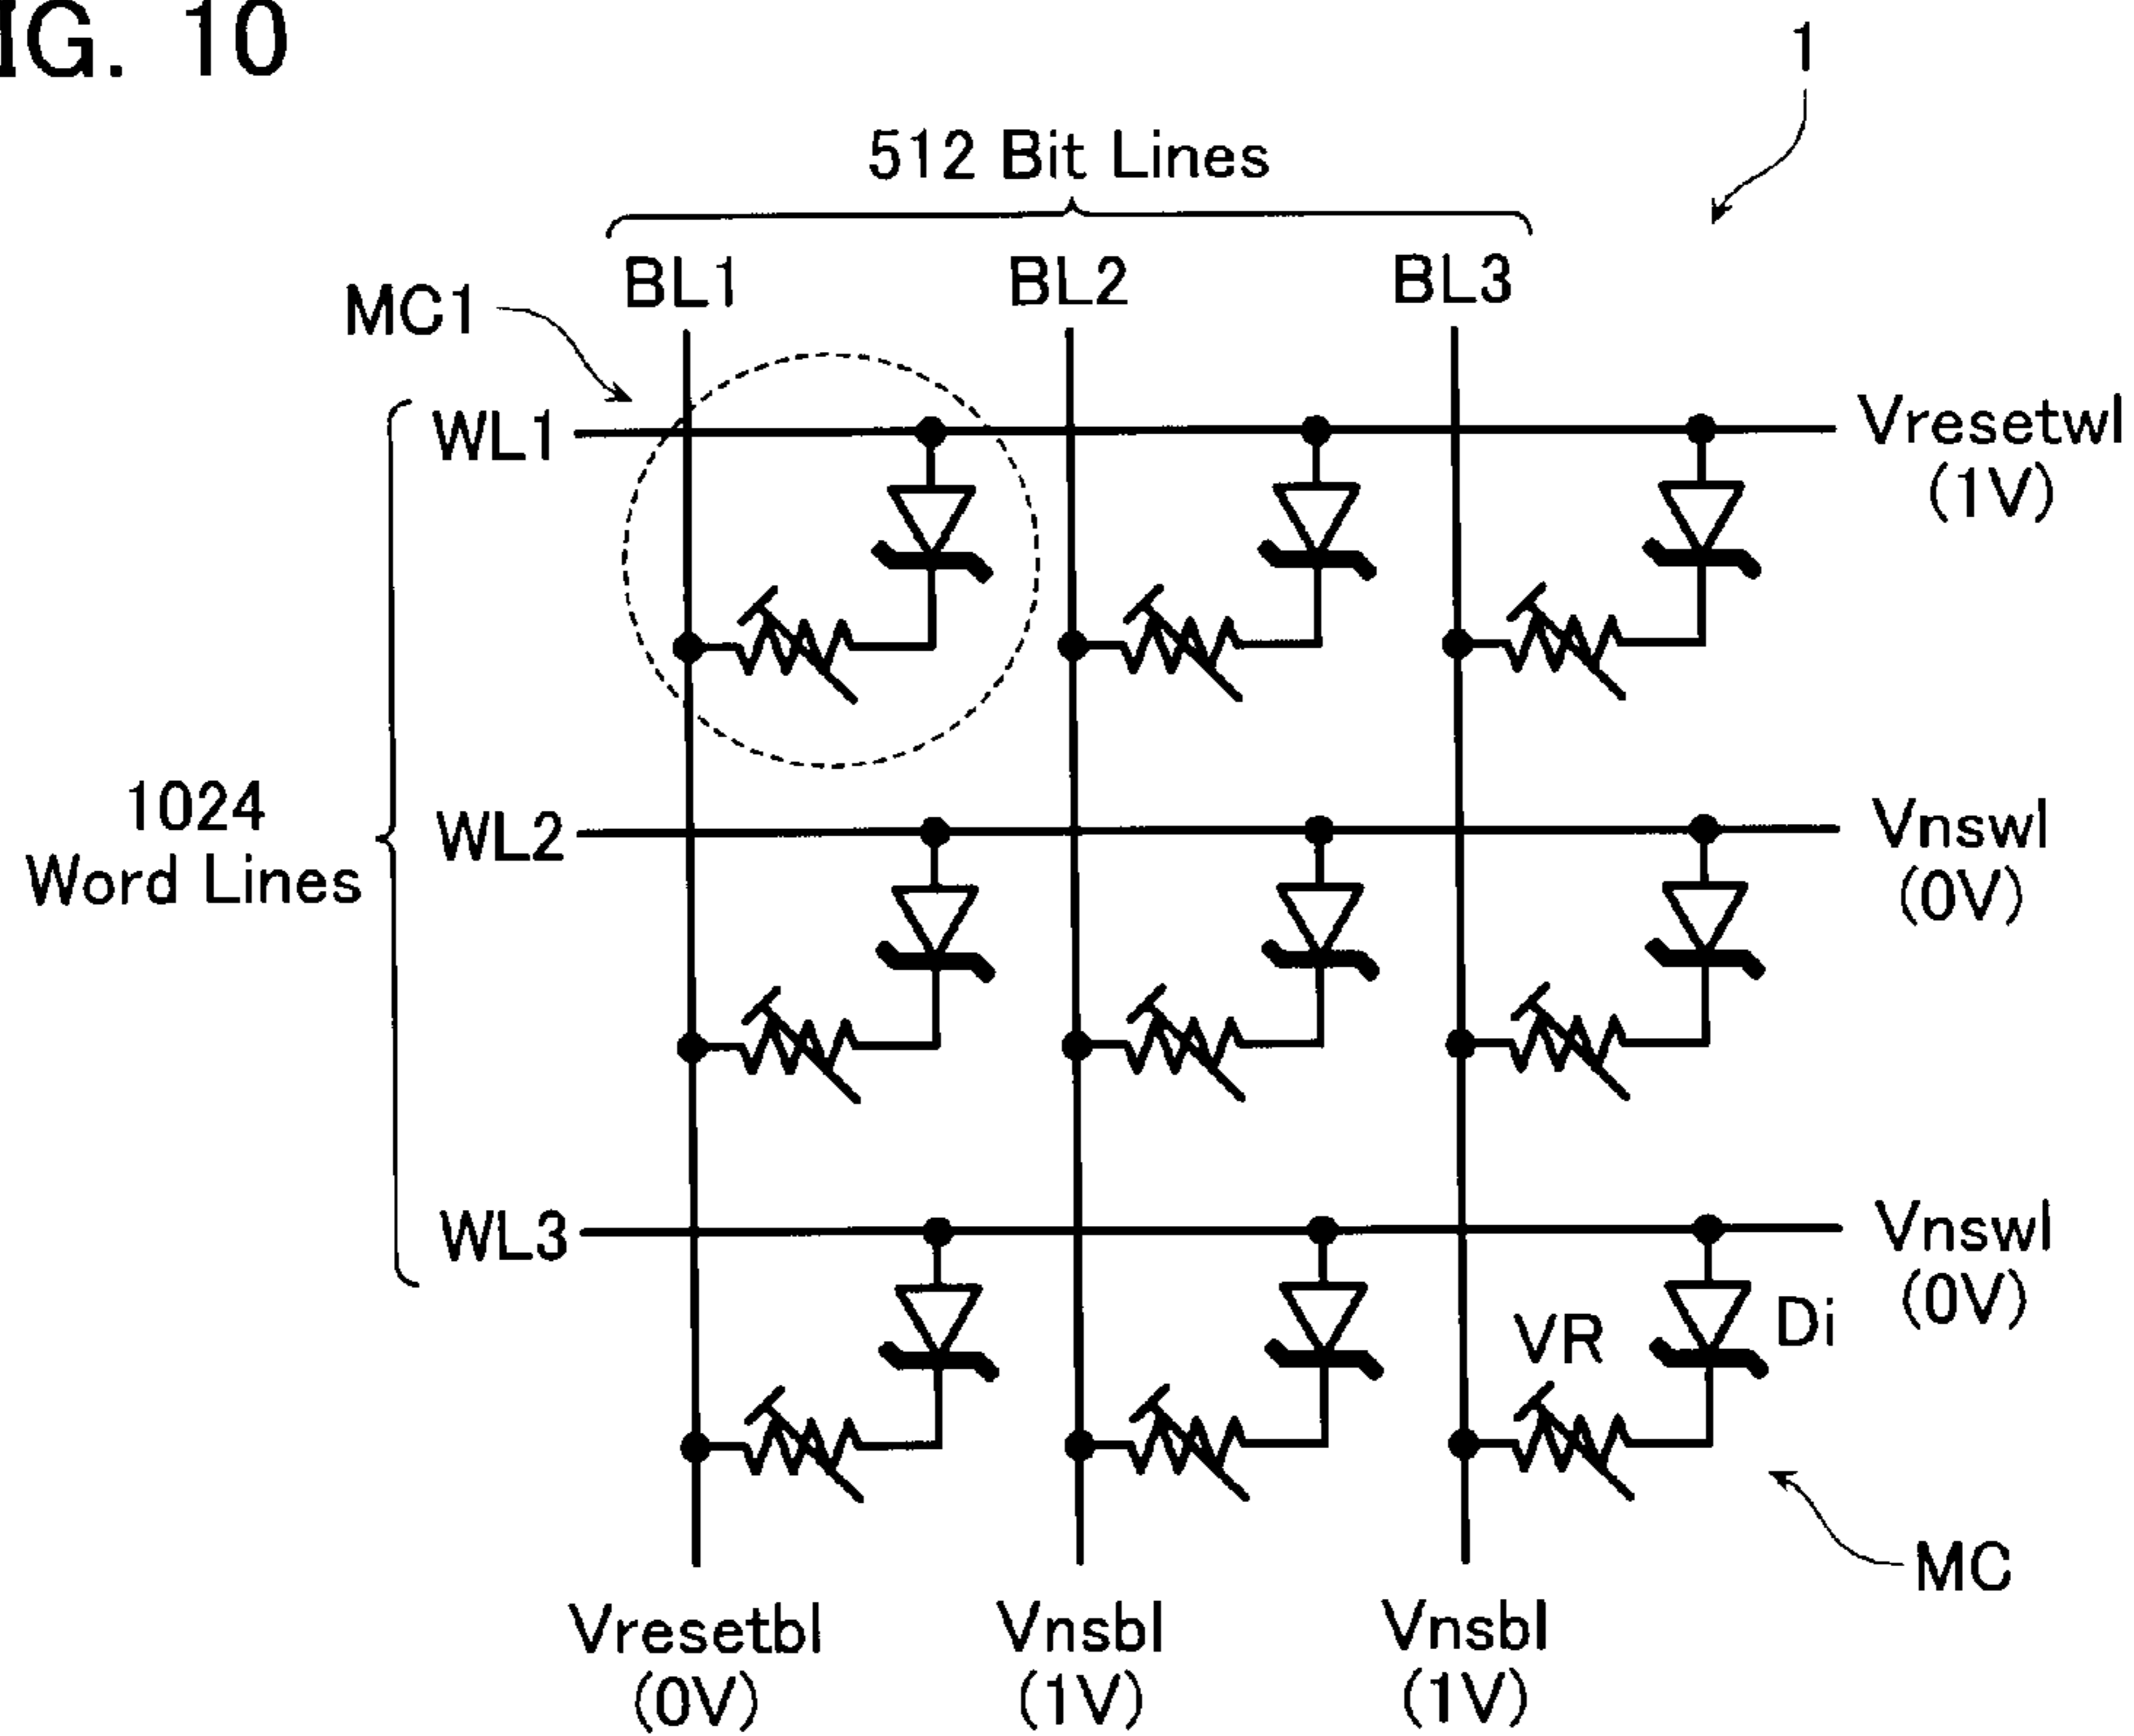 IG. 10
1
512 Bit Lines
BL1
BL2
BL3
MC1
WL1
Vresetwl
(1V)
1024
Word Lines
WL2
Vnswl
(0V)
WL3
Vnswl
(0V)
VR
Di
MC
Vresetbl
(0V)
Vnsbl
(1V)
Vnsbl
(1V)